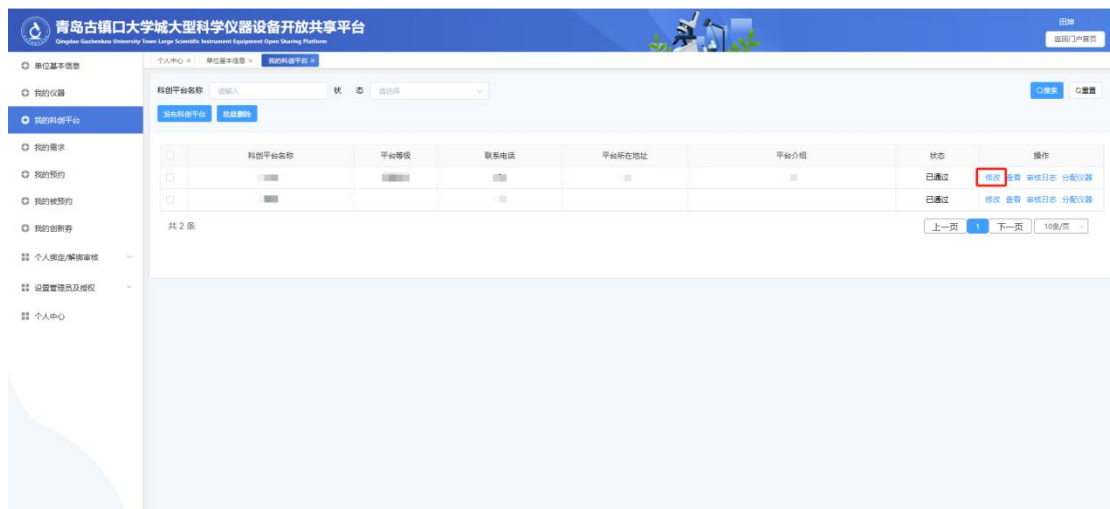 青岛古镇口大学城大型科学仪器设备开放共享平台
Qingdao Guzhenkou University Town Large Scientific Instrument Equipment Open Sharing Platform
返回门户首页
单位基本信息
我的仪器
我的科创平台
我的需求
我的预约
我的被预约
我的创新券
个人绑定/解绑审核
设置管理员及授权
个人中心
个人中心 × 单位基本信息 × 我的科创平台 ×
科创平台名称 请输入 状 态 请选择 搜索 重置
发布科创平台 批量删除
科创平台名称 平台等级 联系电话 平台所在地址 平台介绍 状态 操作
已通过 修改 查看 审核日志 分配仪器
已通过 修改 查看 审核日志 分配仪器
共 2 条 上一页 1 下一页 10条/页